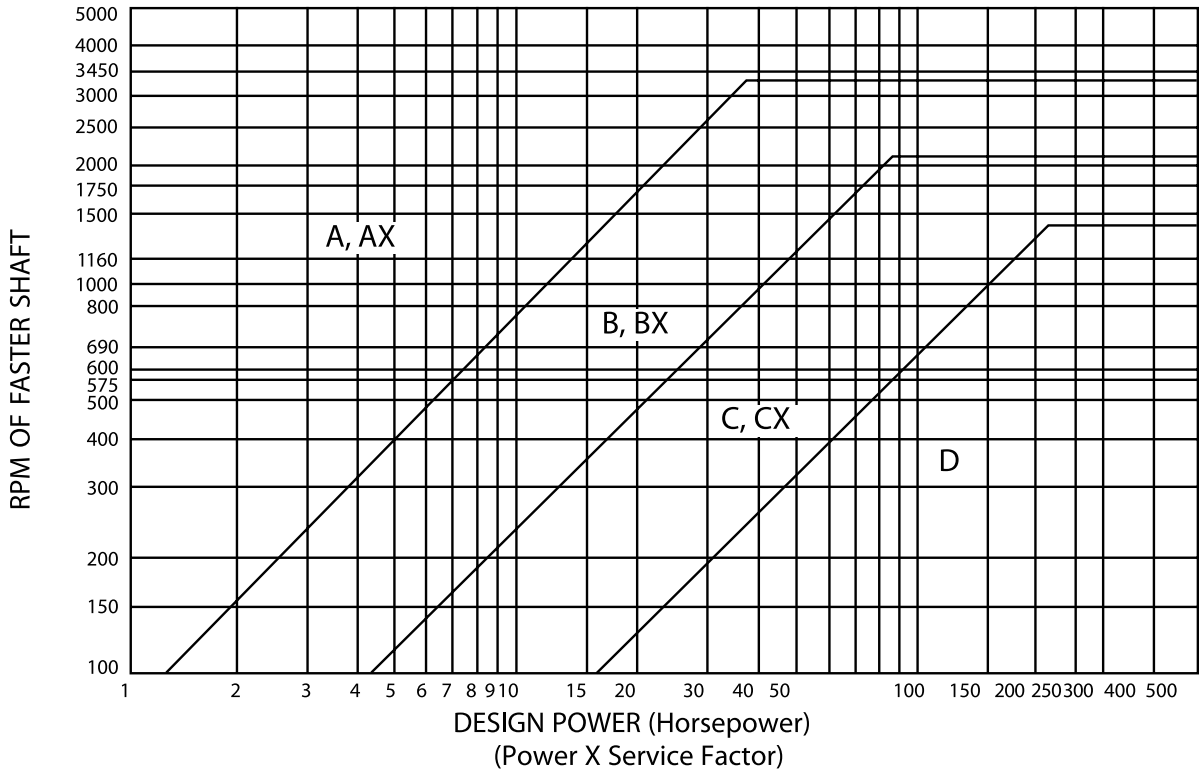 5000
4000
3450
3000
2500
2000
1750
1500
1160
1000
800
690
600
575
500
400
300
200
150
100
RPM OF FASTER SHAFT
A, AX
B, BX
C, CX
D
1 2 3 4 5 6 7 8 9 10 15 20 30 40 50 100 150 200 250 300 400 500
DESIGN POWER (Horsepower)
(Power X Service Factor)